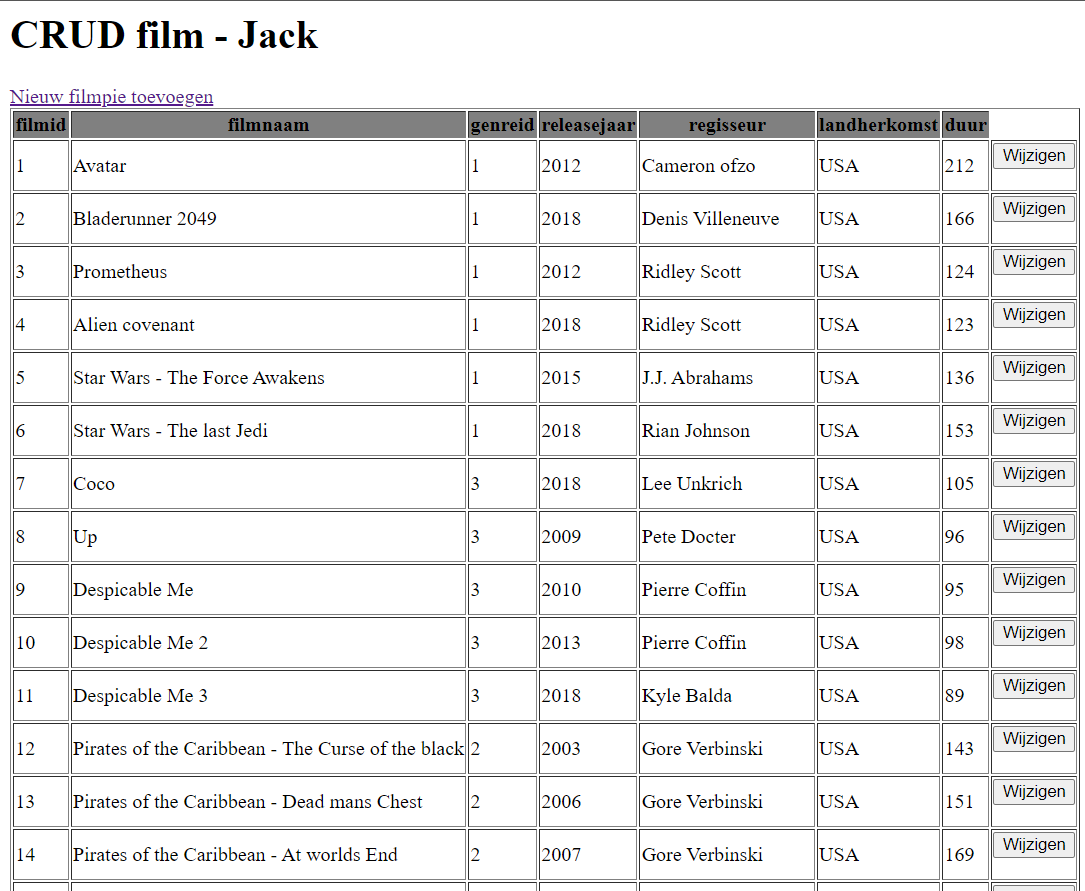 CRUD film - Jack
Nieuw filmpie toevoegen
filmid filmnaam genreid releasejaar regisseur landherkomst duur
1 Avatar 1 2012 Cameron ofzo USA 212 Wijzigen
2 Bladerunner 2049 1 2018 Denis Villeneuve USA 166 Wijzigen
3 Prometheus 1 2012 Ridley Scott USA 124 Wijzigen
4 Alien covenant 1 2018 Ridley Scott USA 123 Wijzigen
5 Star Wars - The Force Awakens 1 2015 J.J. Abrahams USA 136 Wijzigen
6 Star Wars - The last Jedi 1 2018 Rian Johnson USA 153 Wijzigen
7 Coco 3 2018 Lee Unkrich USA 105 Wijzigen
8 Up 3 2009 Pete Docter USA 96 Wijzigen
9 Despicable Me 3 2010 Pierre Coffin USA 95 Wijzigen
10 Despicable Me 2 3 2013 Pierre Coffin USA 98 Wijzigen
11 Despicable Me 3 3 2018 Kyle Balda USA 89 Wijzigen
12 Pirates of the Caribbean - The Curse of the black 2 2003 Gore Verbinski USA 143 Wijzigen
13 Pirates of the Caribbean - Dead mans Chest 2 2006 Gore Verbinski USA 151 Wijzigen
14 Pirates of the Caribbean - At worlds End 2 2007 Gore Verbinski USA 169 Wijzigen